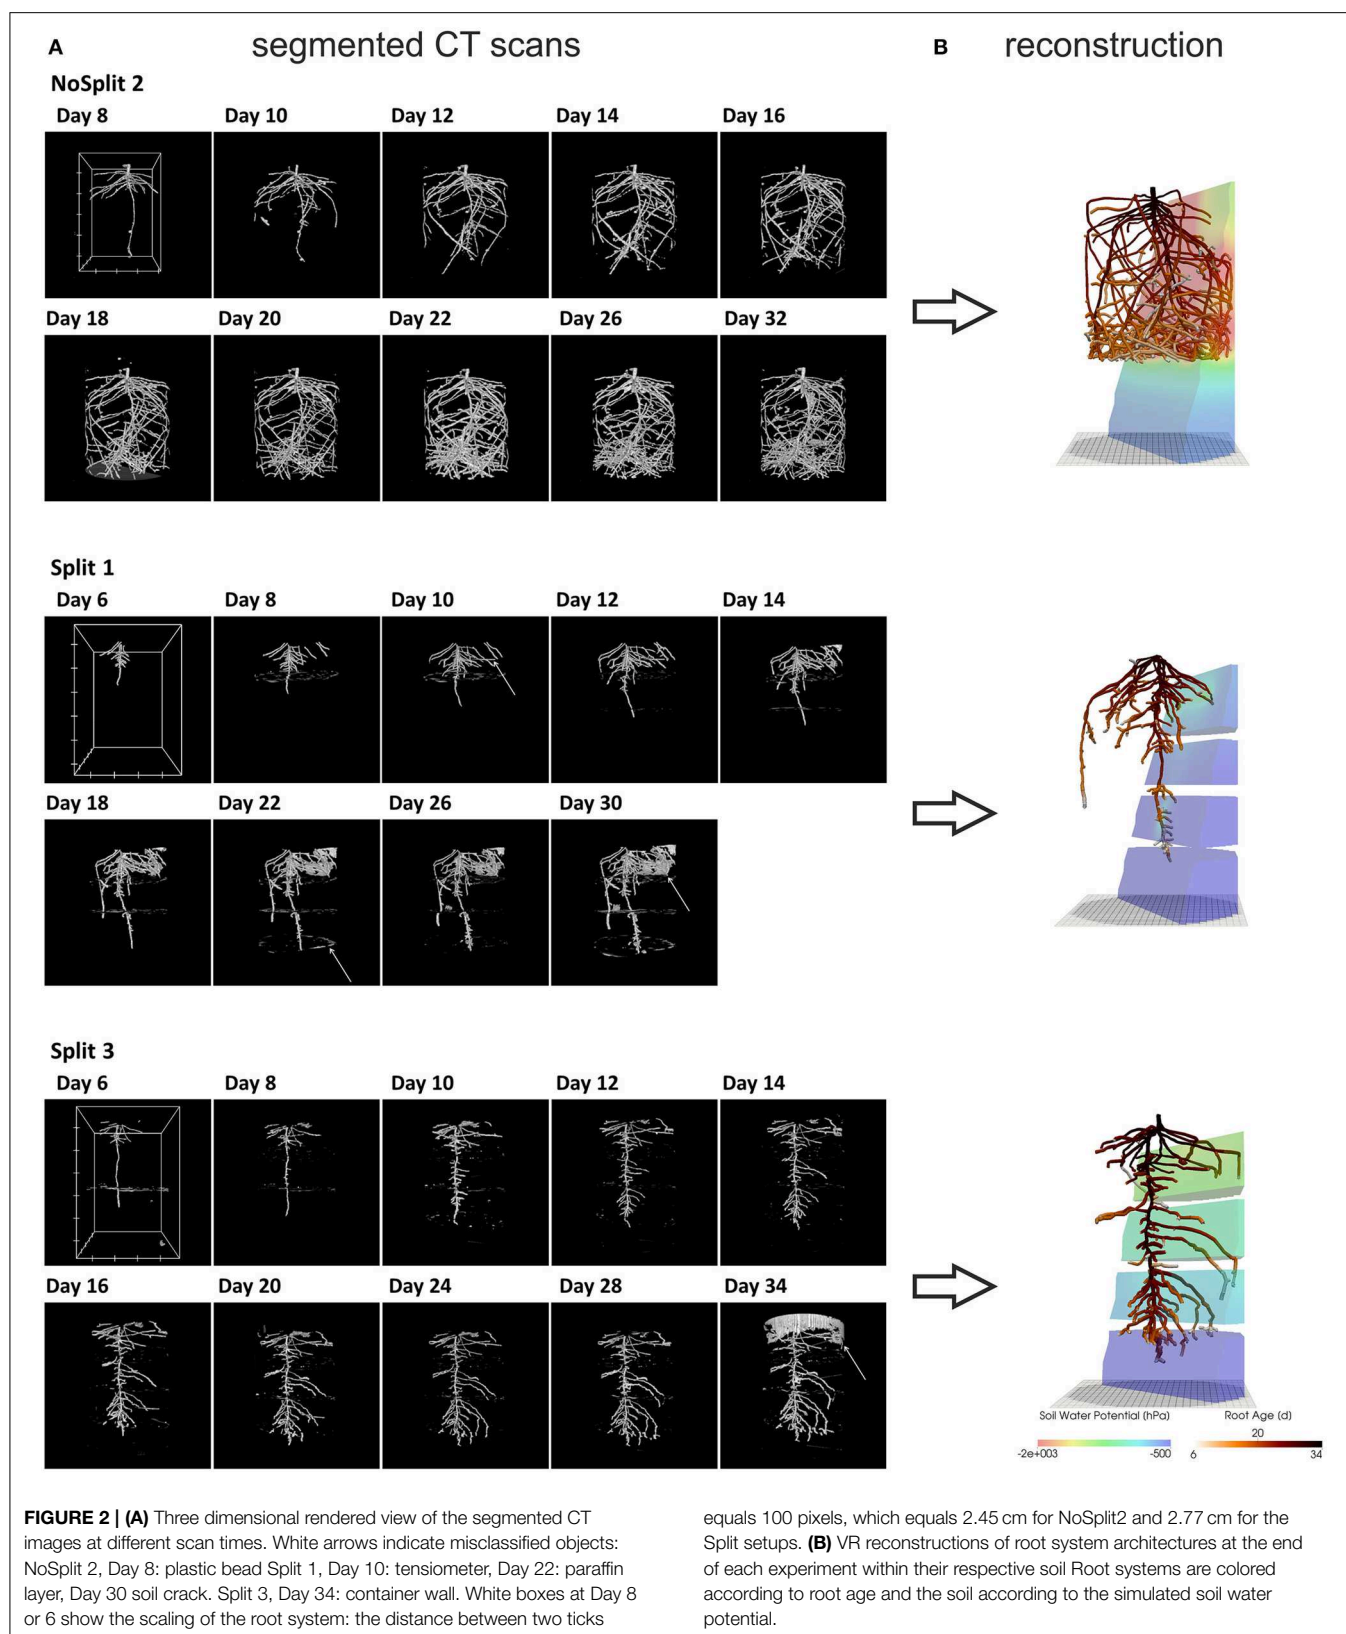 A segmented CT scans B reconstruction
NoSplit 2
Day 8 Day 10 Day 12 Day 14 Day 16
Day 18 Day 20 Day 22 Day 26 Day 32
Split 1
Day 6 Day 8 Day 10 Day 12 Day 14
Day 18 Day 22 Day 26 Day 30
Split 3
Day 6 Day 8 Day 10 Day 12 Day 14
Day 16 Day 20 Day 24 Day 28 Day 34
Soil Water Potential (hPa) Root Age (d)
20
-2e+003 -500 6 34
FIGURE 2 | (A) Three dimensional rendered view of the segmented CT
images at different scan times. White arrows indicate misclassified objects:
NoSplit 2, Day 8: plastic bead Split 1, Day 10: tensiometer, Day 22: paraffin
layer, Day 30 soil crack. Split 3, Day 34: container wall. White boxes at Day 8
or 6 show the scaling of the root system: the distance between two ticks
equals 100 pixels, which equals 2.45 cm for NoSplit2 and 2.77 cm for the
Split setups. (B) VR reconstructions of root system architectures at the end
of each experiment within their respective soil Root systems are colored
according to root age and the soil according to the simulated soil water
potential.